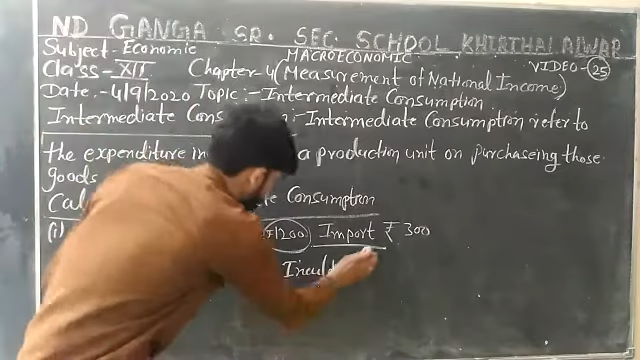 ND GANGA SR. SEC. SCHOOL KHIRTHAL ALWAR
Subject - Economic
MACROECONOMIC
VIDEO - 25
Class - XII Chapter - 4 (Measurement of National Income)
Date :- 4/9/2020 Topic :- Intermediate Consumption
Intermediate :- Intermediate Consumption refer to
the expenditure a production unit on purchaseing those
goods
Consumption
(i) 1200 Import ₹ 300